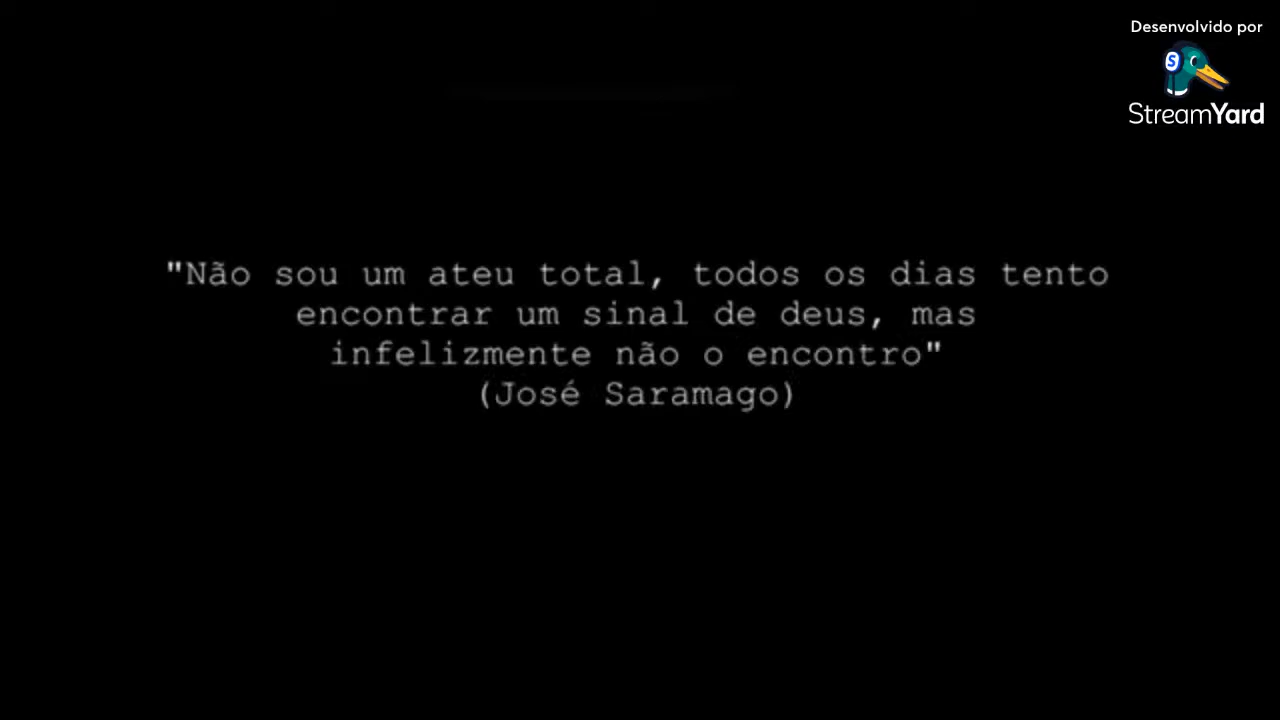 Desenvolvido por
S
StreamYard
"Não sou um ateu total, todos os dias tento
encontrar um sinal de deus, mas
infelizmente não o encontro"
(José Saramago)